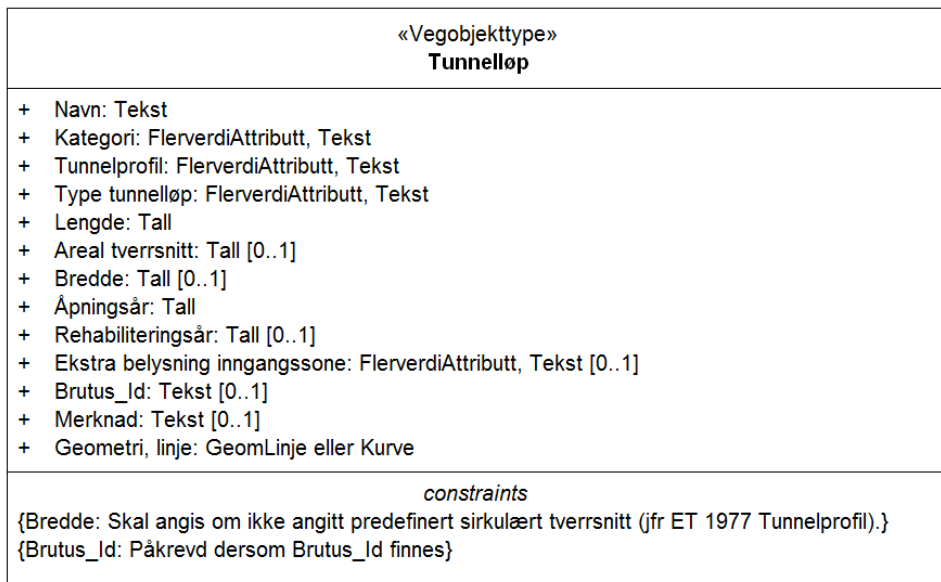 «Vegobjekttype»
Tunnelløp
+ Navn: Tekst
+ Kategori: FlerverdiAttributt, Tekst
+ Tunnelprofil: FlerverdiAttributt, Tekst
+ Type tunnelløp: FlerverdiAttributt, Tekst
+ Lengde: Tall
+ Areal tverrsnitt: Tall [0..1]
+ Bredde: Tall [0..1]
+ Åpningsår: Tall
+ Rehabiliteringsår: Tall [0..1]
+ Ekstra belysning inngangssone: FlerverdiAttributt, Tekst [0..1]
+ Brutus_Id: Tekst [0..1]
+ Merknad: Tekst [0..1]
+ Geometri, linje: GeomLinje eller Kurve
constraints
{Bredde: Skal angis om ikke angitt predefinert sirkulært tverrsnitt (jfr ET 1977 Tunnelprofil).}
{Brutus_Id: Påkrevd dersom Brutus_Id finnes}